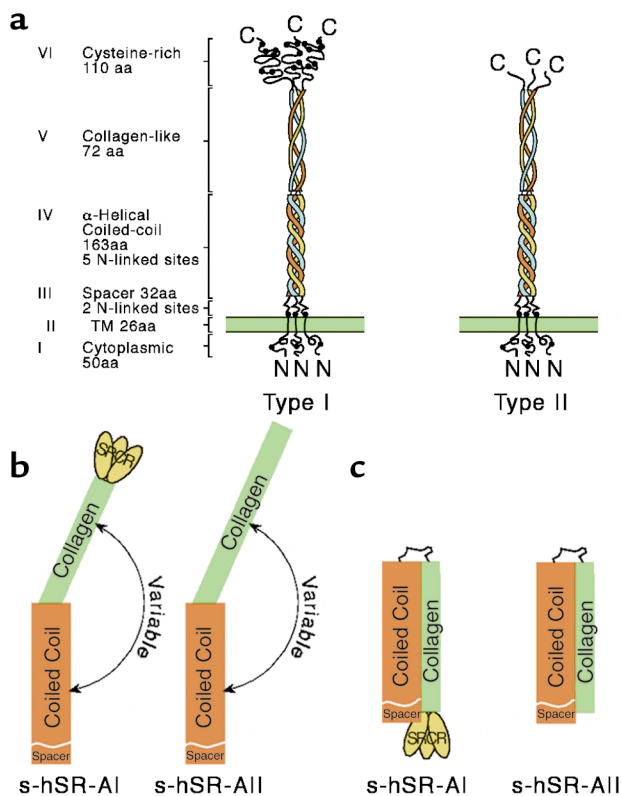 a
VI Cysteine-rich
110 aa
V Collagen-like
72 aa
IV α-Helical
Coiled-coil
163aa
5 N-linked sites
III Spacer 32aa
2 N-linked sites
II TM 26aa
I Cytoplasmic
50aa
C C C
N N N
Type I
C C C
N N N
Type II
b
SRCR
Collagen
Variable
Coiled Coil
Spacer
s-hSR-AI
Collagen
Variable
Coiled Coil
Spacer
s-hSR-AII
c
Coiled Coil
Collagen
Spacer
SRCR
s-hSR-AI
Coiled Coil
Collagen
Spacer
s-hSR-AII